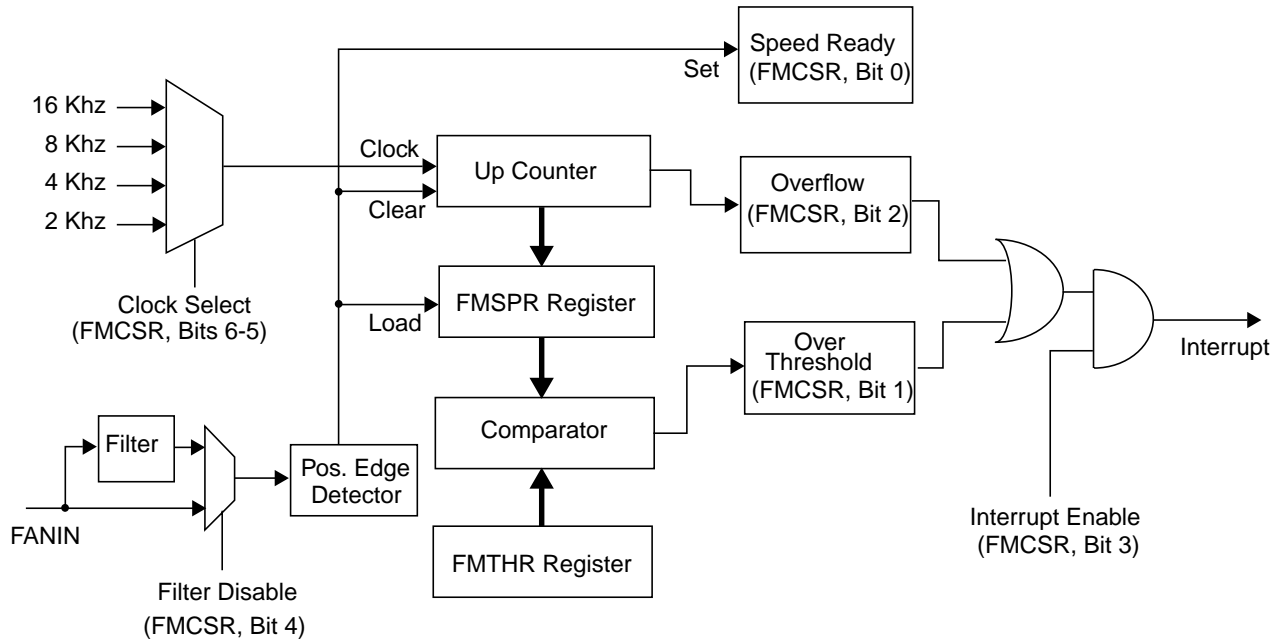 Speed Ready
(FMCSR, Bit 0)
Set
16 Khz
8 Khz
4 Khz
2 Khz
Clock
Clear
Up Counter
Overflow
(FMCSR, Bit 2)
Clock Select
(FMCSR, Bits 6-5)
Load
FMSPR Register
Over
Threshold
(FMCSR, Bit 1)
Interrupt
Filter
Pos. Edge
Detector
Comparator
FANIN
Interrupt Enable
(FMCSR, Bit 3)
FMTHR Register
Filter Disable
(FMCSR, Bit 4)